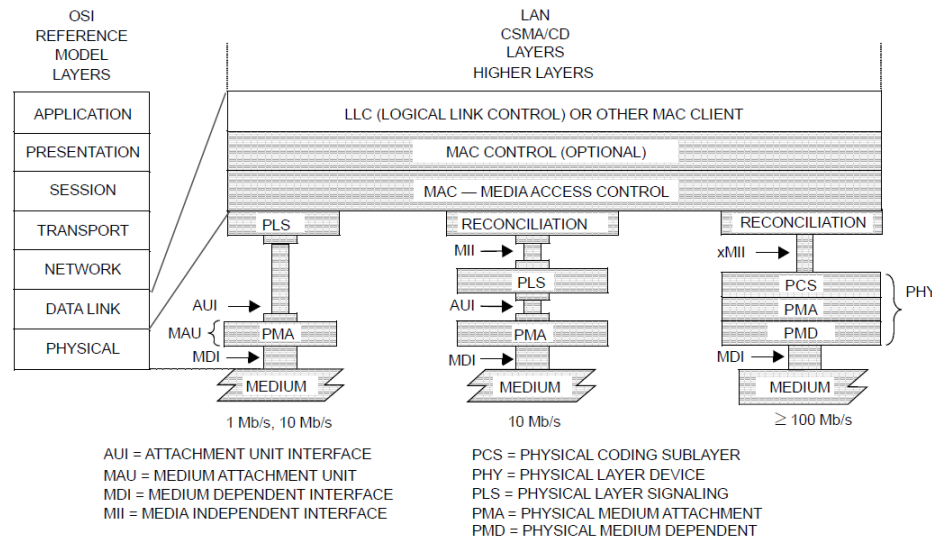 OSI
REFERENCE
MODEL
LAYERS
LAN
CSMA/CD
LAYERS
HIGHER LAYERS
APPLICATION
PRESENTATION
SESSION
TRANSPORT
NETWORK
DATA LINK
PHYSICAL
LLC (LOGICAL LINK CONTROL) OR OTHER MAC CLIENT
MAC CONTROL (OPTIONAL)
MAC — MEDIA ACCESS CONTROL
PLS
AUI
MAU
PMA
MDI
MEDIUM
1 Mb/s, 10 Mb/s
RECONCILIATION
MII
PLS
AUI
PMA
MDI
MEDIUM
10 Mb/s
RECONCILIATION
xMII
PCS
PMA
PMD
PHY
MDI
MEDIUM
≥ 100 Mb/s
AUI = ATTACHMENT UNIT INTERFACE
MAU = MEDIUM ATTACHMENT UNIT
MDI = MEDIUM DEPENDENT INTERFACE
MII = MEDIA INDEPENDENT INTERFACE
PCS = PHYSICAL CODING SUBLAYER
PHY = PHYSICAL LAYER DEVICE
PLS = PHYSICAL LAYER SIGNALING
PMA = PHYSICAL MEDIUM ATTACHMENT
PMD = PHYSICAL MEDIUM DEPENDENT